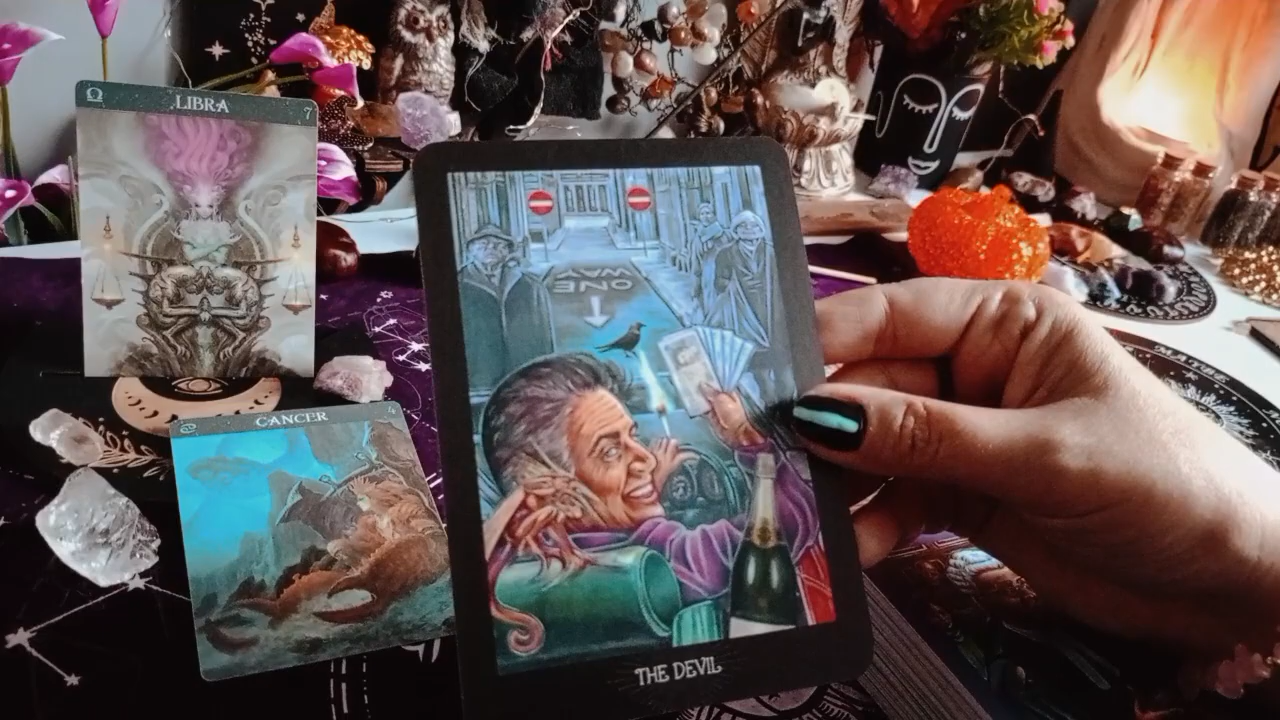 ♎ LIBRA 7
♋ CANCER 4
ONE
WAY
THE DEVIL